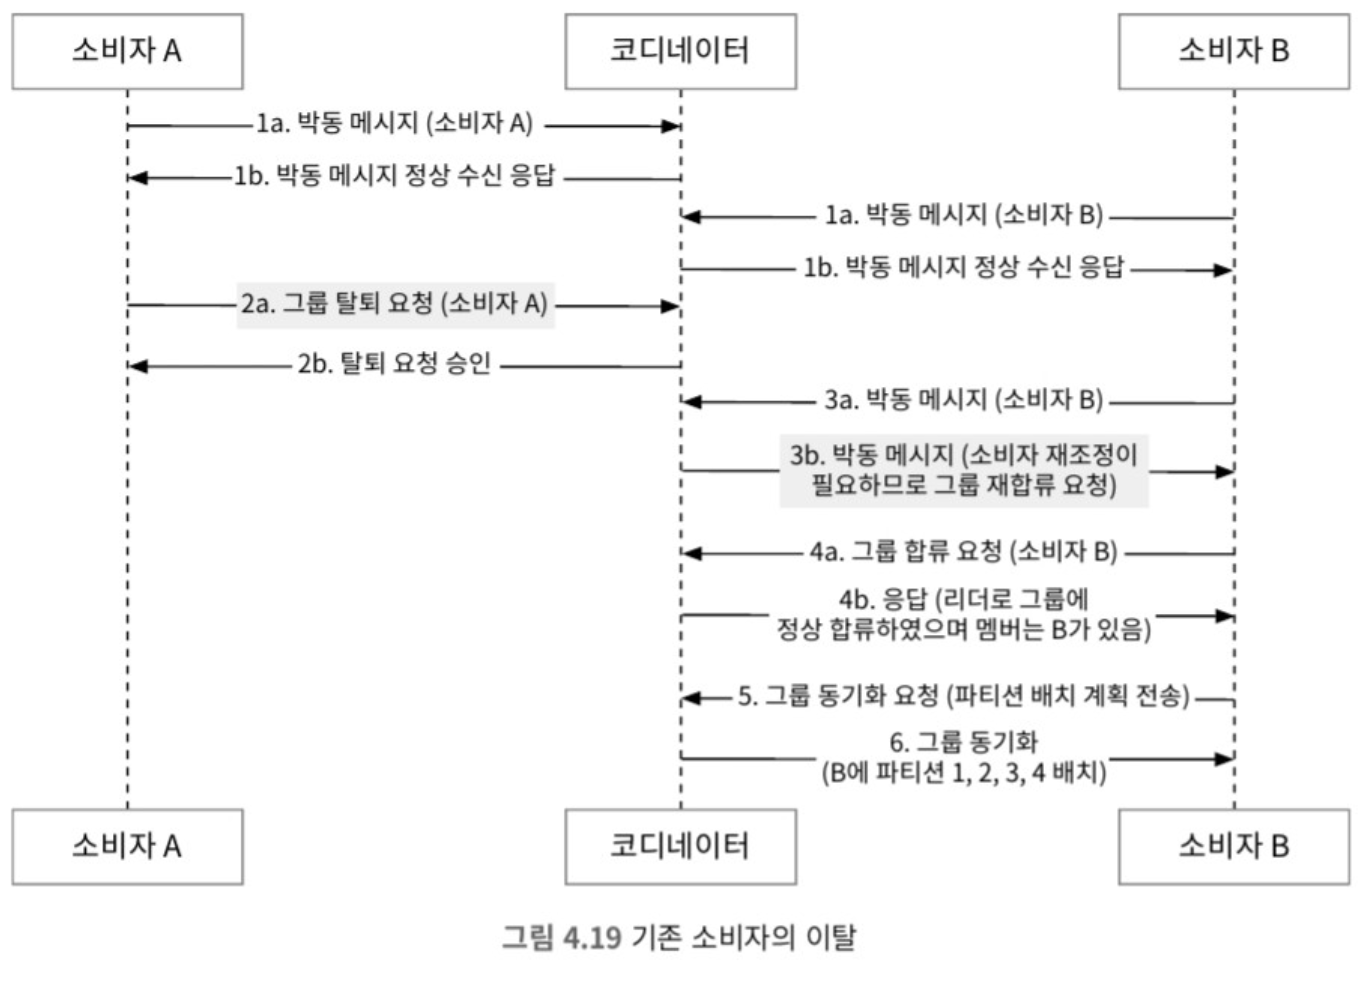 소비자 A
코디네이터
소비자 B
1a. 박동 메시지 (소비자 A)
1b. 박동 메시지 정상 수신 응답
1a. 박동 메시지 (소비자 B)
1b. 박동 메시지 정상 수신 응답
2a. 그룹 탈퇴 요청 (소비자 A)
2b. 탈퇴 요청 승인
3a. 박동 메시지 (소비자 B)
3b. 박동 메시지 (소비자 재조정이
필요하므로 그룹 재합류 요청)
4a. 그룹 합류 요청 (소비자 B)
4b. 응답 (리더로 그룹에
정상 합류하였으며 멤버는 B가 있음)
5. 그룹 동기화 요청 (파티션 배치 계획 전송)
6. 그룹 동기화
(B에 파티션 1, 2, 3, 4 배치)
소비자 A
코디네이터
소비자 B
그림 4.19 기존 소비자의 이탈